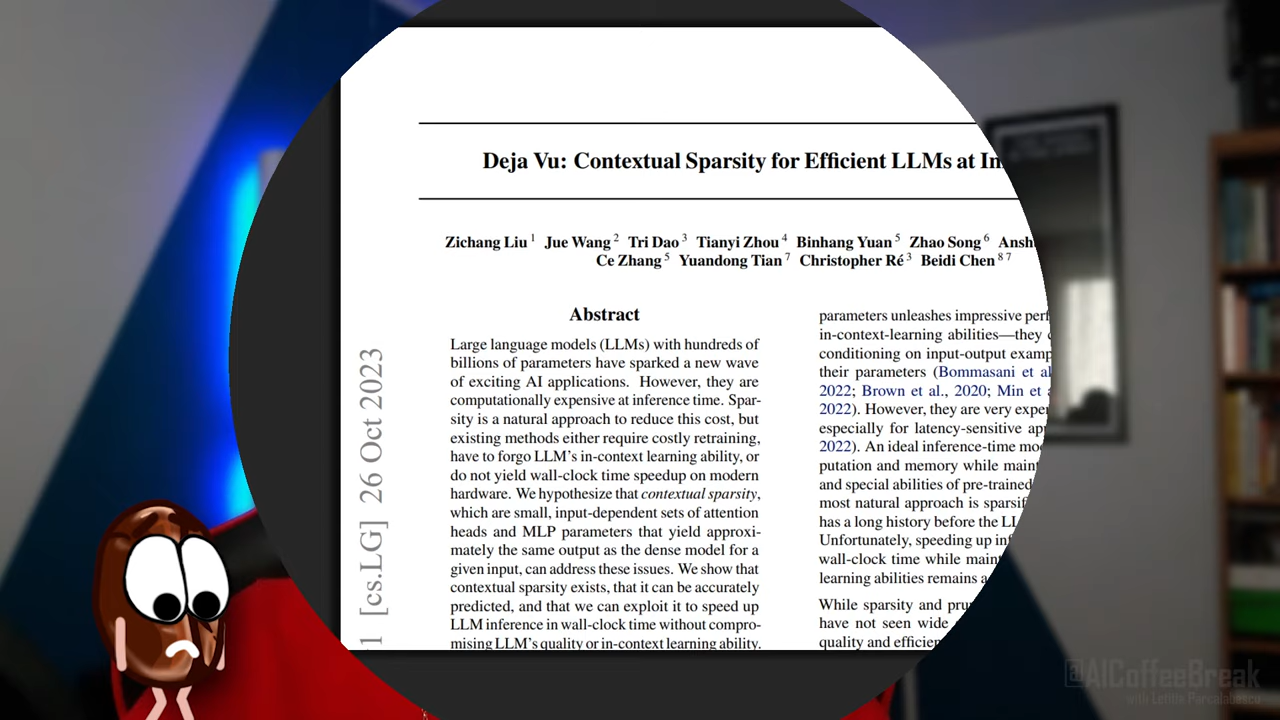 Deja Vu: Contextual Sparsity for Efficient LLMs at
Zichang Liu 1 Jue Wang 2 Tri Dao 3 Tianyi Zhou 4 Binhang Yuan 5 Zhao Song 6 Ansh
Ce Zhang 5 Yuandong Tian 7 Christopher Ré 3 Beidi Chen 8 7
Abstract
Large language models (LLMs) with hundreds of
billions of parameters have sparked a new wave
of exciting AI applications. However, they are
computationally expensive at inference time. Spar-
sity is a natural approach to reduce this cost, but
existing methods either require costly retraining,
have to forgo LLM's in-context learning ability, or
do not yield wall-clock time speedup on modern
hardware. We hypothesize that contextual sparsity,
which are small, input-dependent sets of attention
heads and MLP parameters that yield approxi-
mately the same output as the dense model for a
given input, can address these issues. We show that
contextual sparsity exists, that it can be accurately
predicted, and that we can exploit it to speed up
LLM inference in wall-clock time without compro-
mising LLM's quality or in-context learning ability.
parameters unleashes impressive perf
in-context-learning abilities—they
conditioning on input-output examp
their parameters (Bommasani et al
2022; Brown et al., 2020; Min et
2022). However, they are very expe
especially for latency-sensitive ap
2022). An ideal inference-time mo
putation and memory while main
and special abilities of pre-trained
most natural approach is sparsifi
has a long history before the
Unfortunately, speeding up
wall-clock time while maint
learning abilities remains a
While sparsity and pru
have not seen wide
quality and efficien
1 [cs.LG] 26 Oct 2023
@AICoffeeBreak
with Letitia Parcalabescu